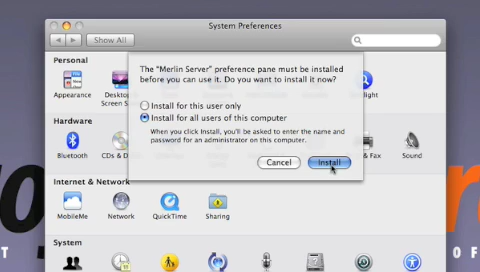 System Preferences
Show All
Personal
The "Merlin Server" preference pane must be installed
before you can use it. Do you want to install it now?
Appearance
Install for this user only
Install for all users of this computer
Hardware
When you click Install, you'll be asked to enter the name and
password for an administrator on this computer.
Bluetooth
& Fax
Sound
Cancel
Install
Internet & Network
MobileMe
Network
QuickTime
Sharing
System